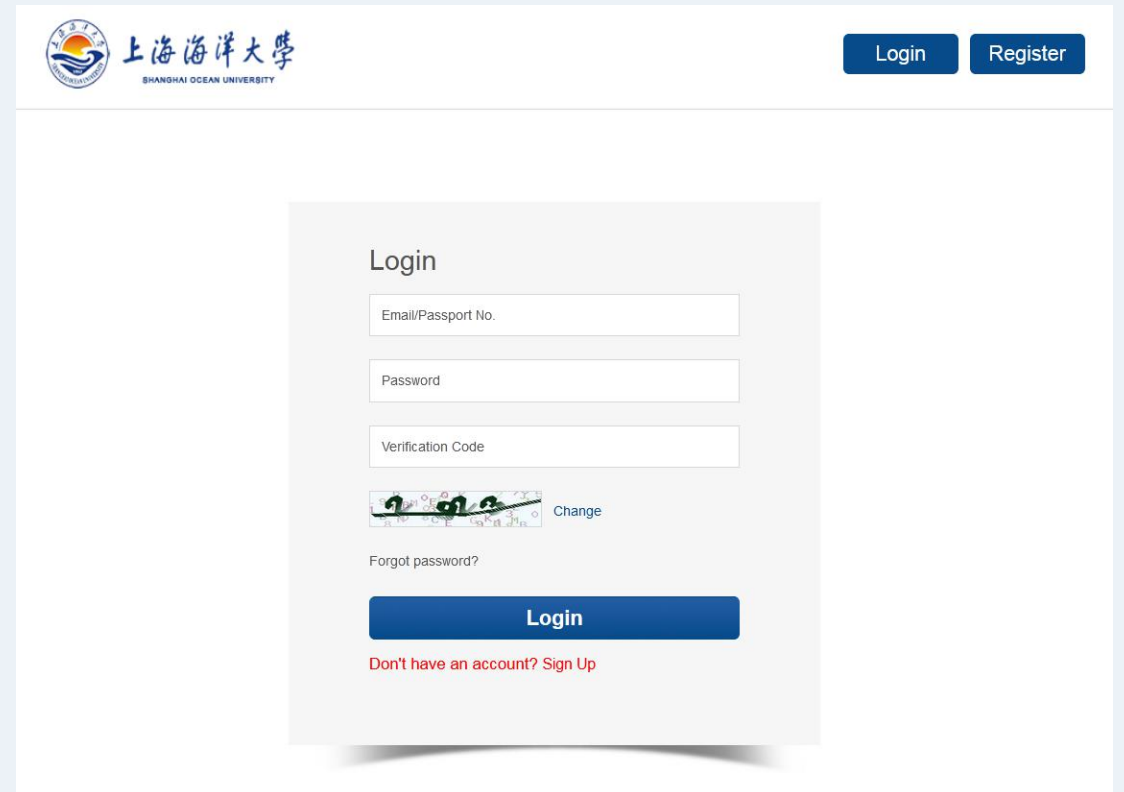 上海海洋大學
SHANGHAI OCEAN UNIVERSITY
Login
Register
Login
Email/Passport No.
Password
Verification Code
Change
Forgot password?
Login
Don't have an account? Sign Up